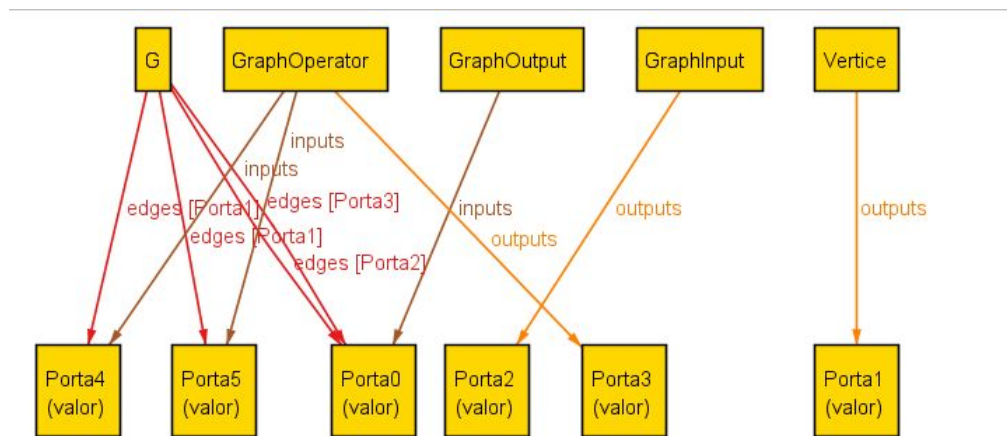 G
GraphOperator
GraphOutput
GraphInput
Vertice
inputs
inputs
edges [Porta1]
edges [Porta3]
inputs
outputs
outputs
edges [Porta1]
outputs
edges [Porta2]
Porta4
(valor)
Porta5
(valor)
Porta0
(valor)
Porta2
(valor)
Porta3
(valor)
Porta1
(valor)